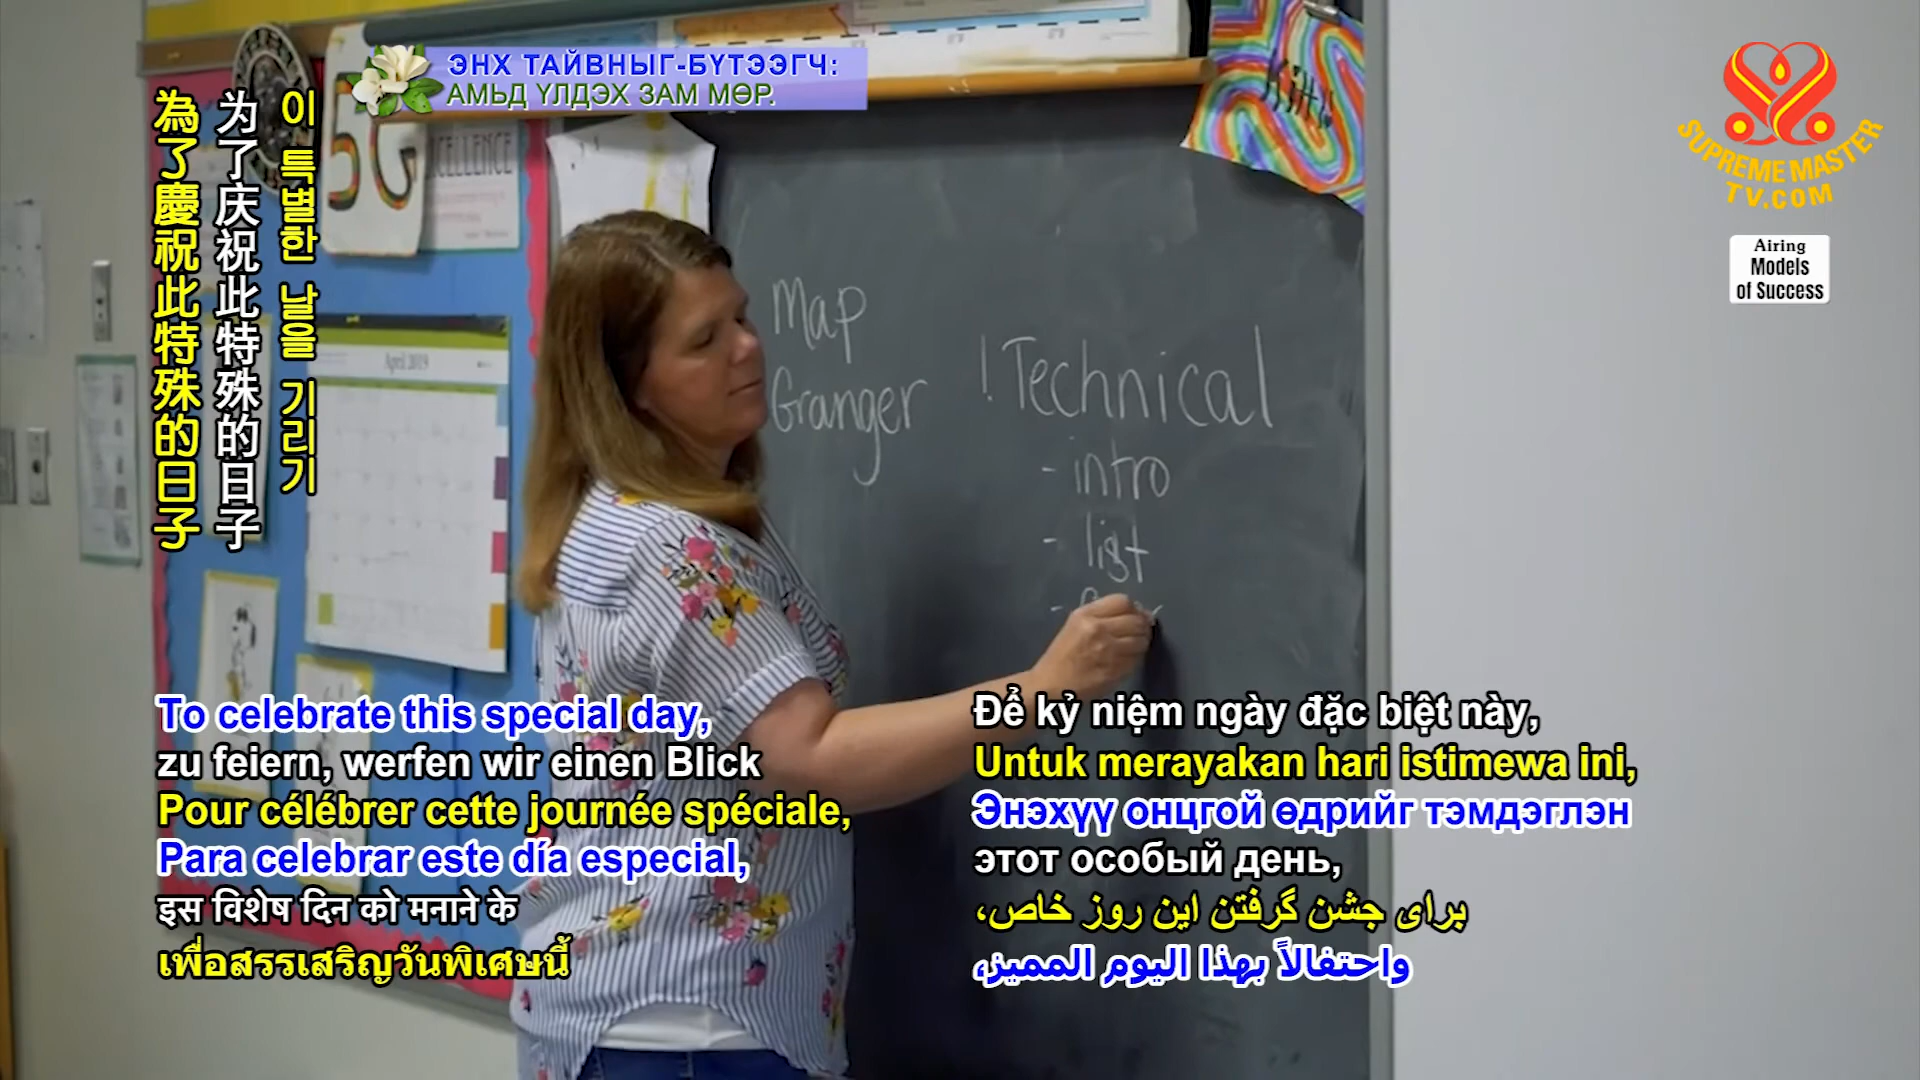 ЭНХ ТАЙВНЫГ-БҮТЭЭГЧ:
АМЬД ҮЛДЭХ ЗАМ МӨР.
SUPREME MASTER
TV.COM
Airing
Models
of Success
이 특별한 날을 기리기
为了庆祝此特殊的日子
為了慶祝此特殊的日子
April 2019
Map
Granger
! Technical
- intro
- list
To celebrate this special day,
zu feiern, werfen wir einen Blick
Pour célébrer cette journée spéciale,
Para celebrar este día especial,
इस विशेष दिन को मनाने के
เพื่อสรรเสริญวันพิเศษนี้
Để kỷ niệm ngày đặc biệt này,
Untuk merayakan hari istimewa ini,
Энэхүү онцгой өдрийг тэмдэглэн
этот особый день,
برای جشن گرفتن این روز خاص،
واحتفالاً بهذا اليوم المميز،